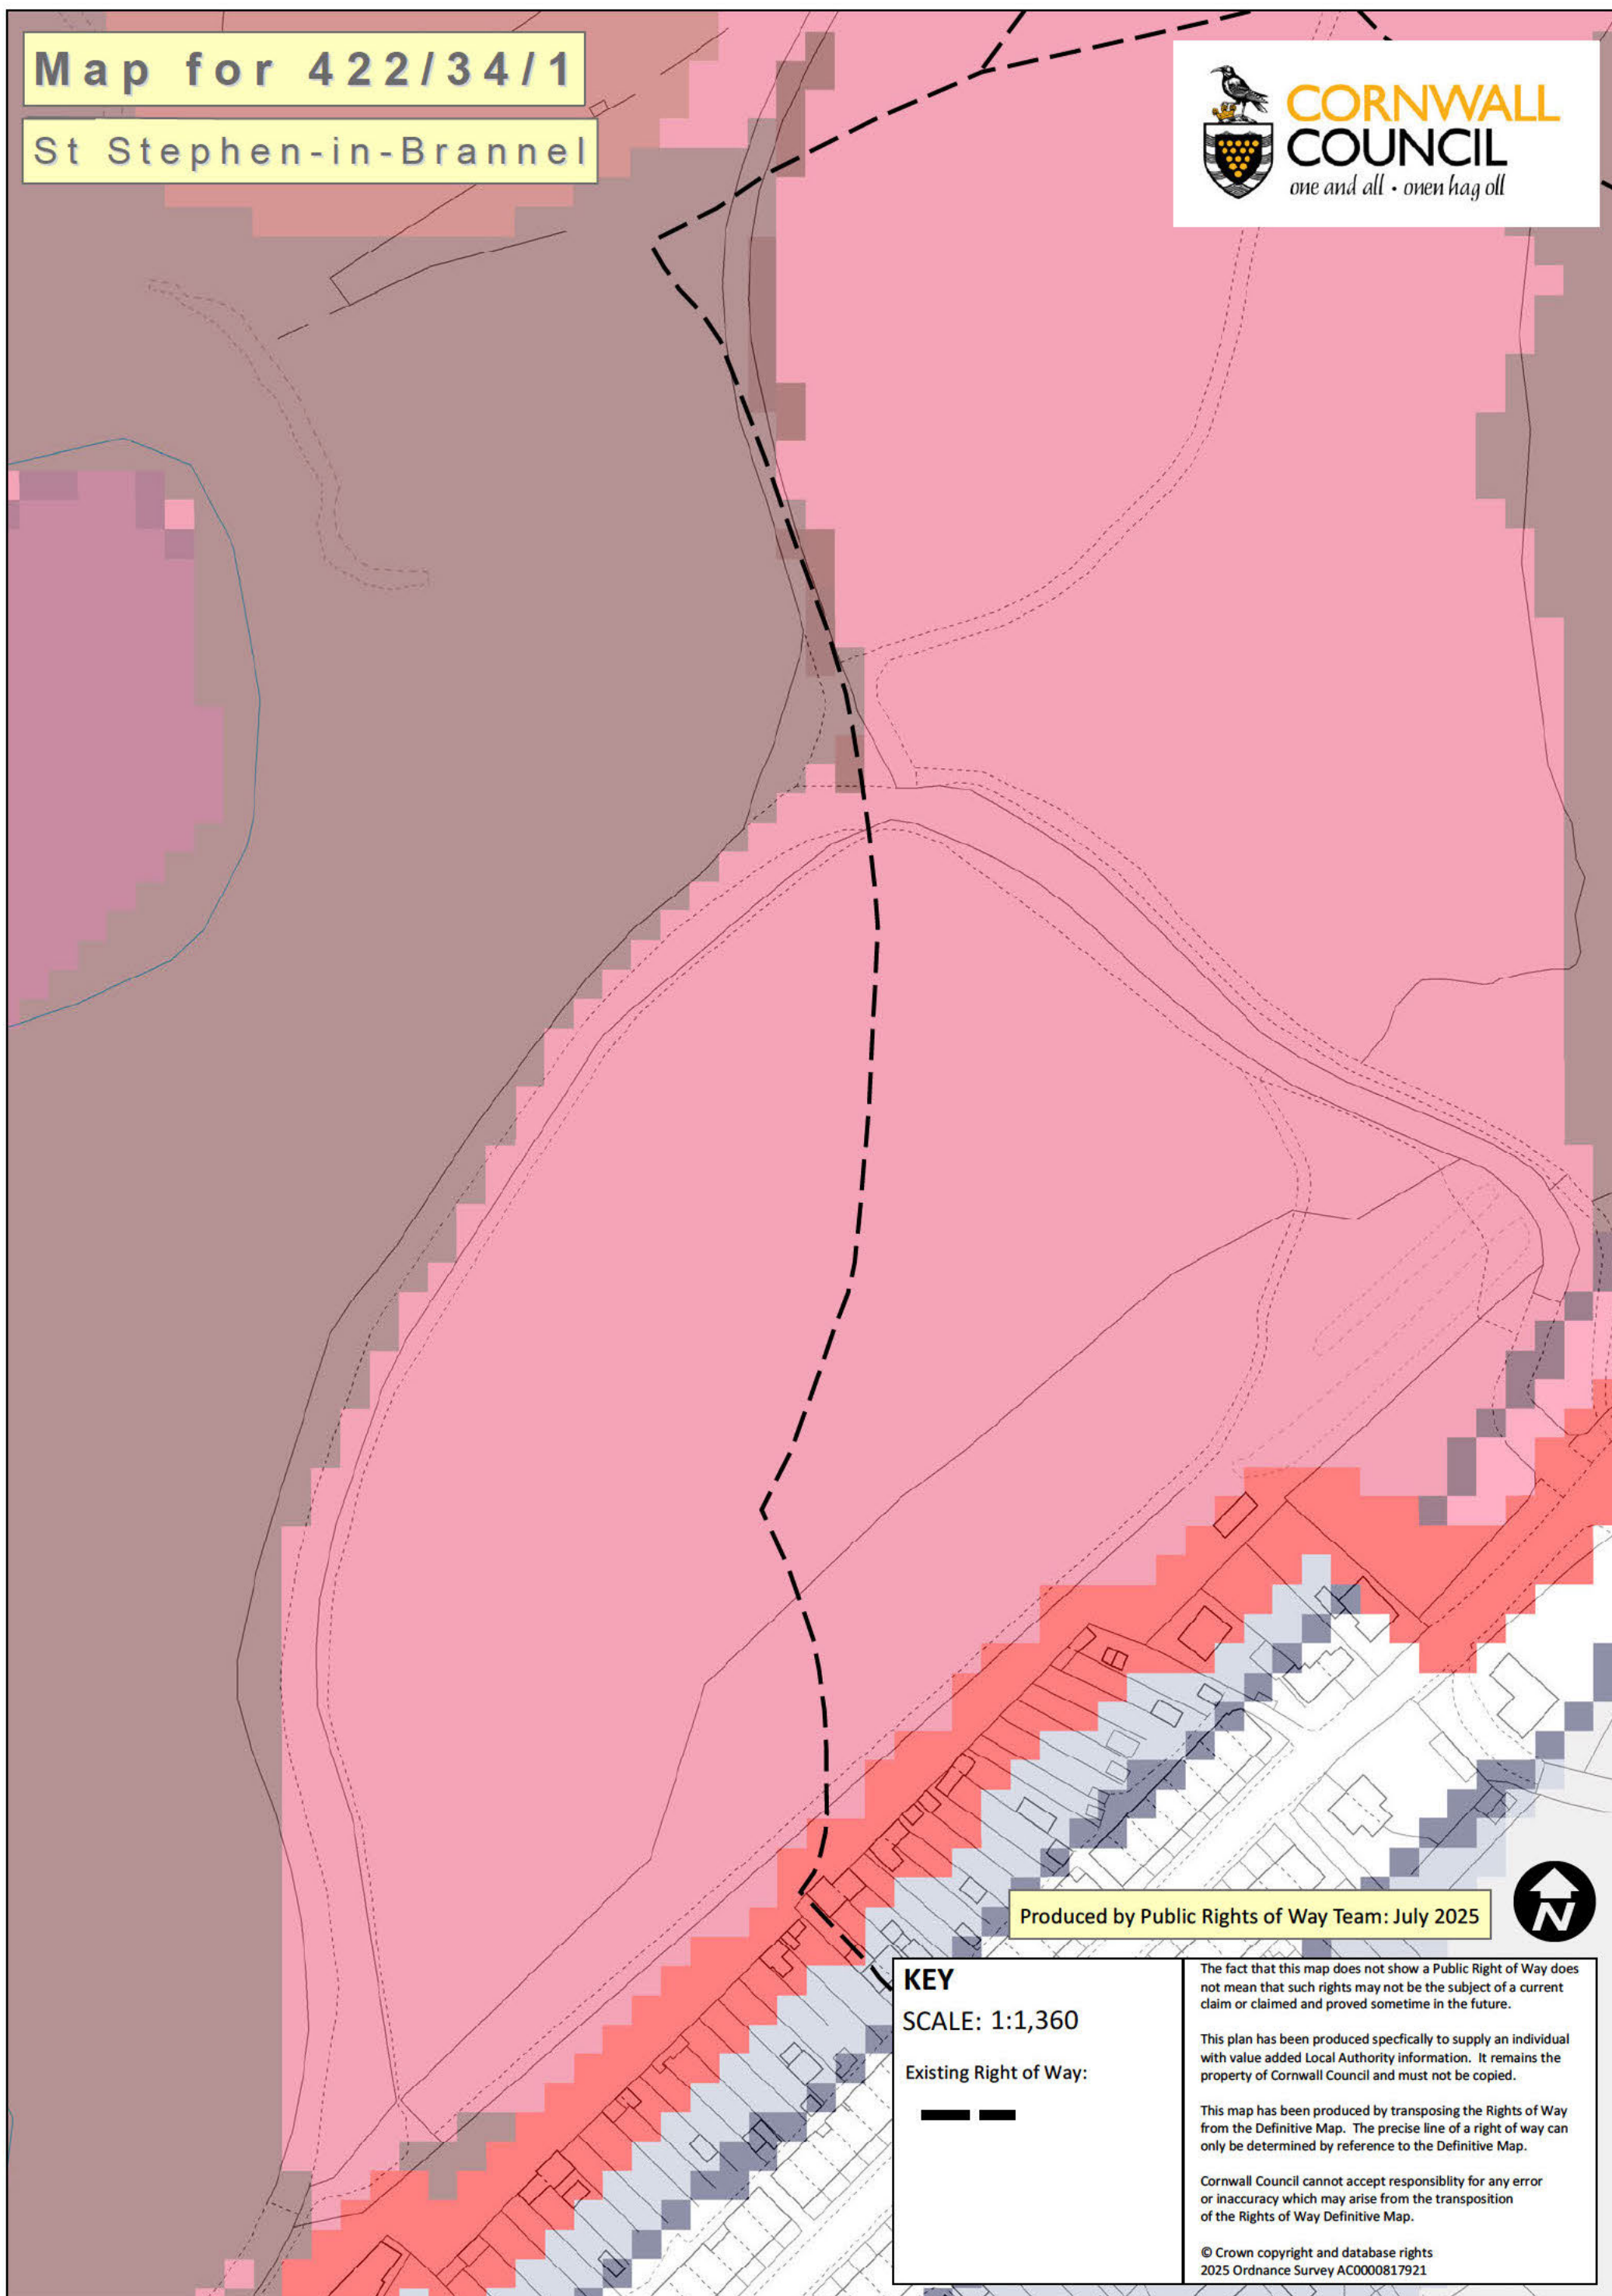 Map for 422/34/1
St Stephen-in-Brannel
CORNWALL
COUNCIL
one and all • onen hag oll
Produced by Public Rights of Way Team: July 2025
N
KEY
SCALE: 1:1,360
Existing Right of Way:
The fact that this map does not show a Public Right of Way does
not mean that such rights may not be the subject of a current
claim or claimed and proved sometime in the future.
This plan has been produced specfically to supply an individual
with value added Local Authority information. It remains the
property of Cornwall Council and must not be copied.
This map has been produced by transposing the Rights of Way
from the Definitive Map. The precise line of a right of way can
only be determined by reference to the Definitive Map.
Cornwall Council cannot accept responsiblity for any error
or inaccuracy which may arise from the transposition
of the Rights of Way Definitive Map.
© Crown copyright and database rights
2025 Ordnance Survey AC0000817921